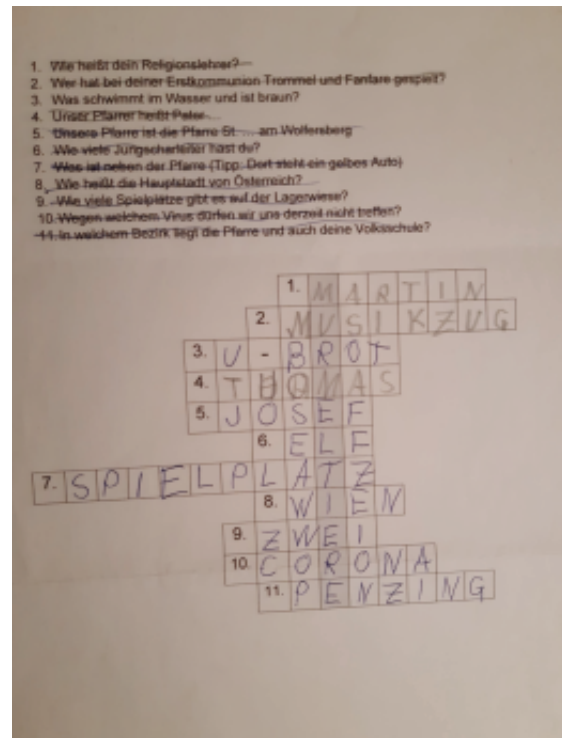 1. Wie heißt dein Religionslehrer?
2. Wer hat bei deiner Erstkommunion Trommel und Fanfare gespielt?
3. Was schwimmt im Wasser und ist braun?
4. Unser Pfarrer heißt Pater ...
5. Unsere Pfarre ist die Pfarre St. ... am Wolfersberg
6. Wie viele Jungscharleiter hast du?
7. Was ist neben der Pfarre (Tipp: Dort steht ein gelbes Auto)
8. Wie heißt die Hauptstadt von Österreich?
9. Wie viele Spielplätze gibt es auf der Lagerwiese?
10. Wegen welchem Virus dürfen wir uns derzeit nicht treffen?
11. In welchem Bezirk liegt die Pfarre und auch deine Volksschule?
1. MARTIN
2. MUSIKZUG
3. U-BROT
4. THOMAS
5. JOSEF
6. ELF
7. SPIELPLATZ
8. WIEN
9. ZWEI
10. CORONA
11. PENZING